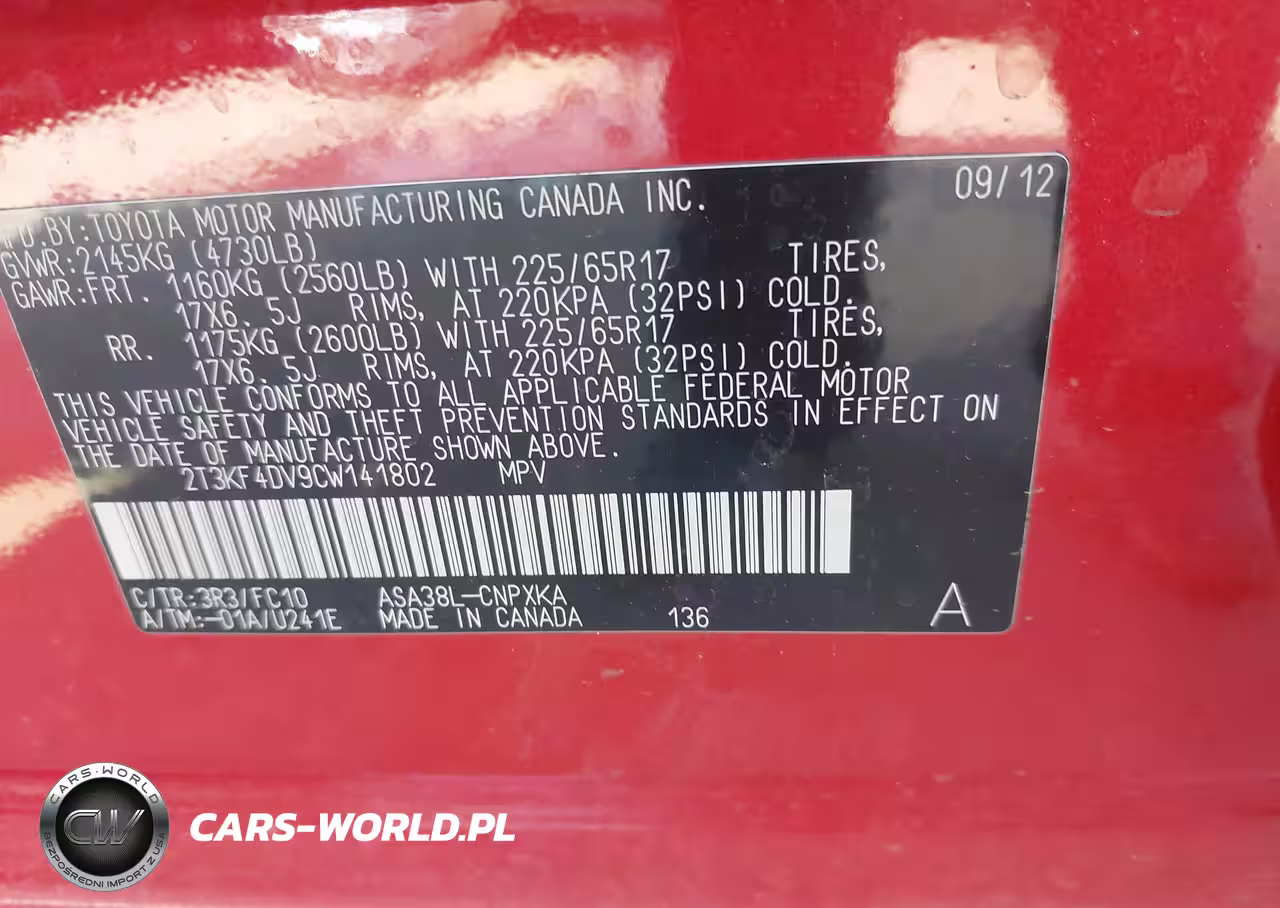 MFD.BY:TOYOTA MOTOR MANUFACTURING CANADA INC. 09/12
GVWR:2145KG (4730LB)
GAWR:FRT. 1160KG (2560LB) WITH 225/65R17 TIRES,
17X6.5J RIMS, AT 220KPA (32PSI) COLD.
RR. 1175KG (2600LB) WITH 225/65R17 TIRES,
17X6.5J RIMS, AT 220KPA (32PSI) COLD.
THIS VEHICLE CONFORMS TO ALL APPLICABLE FEDERAL MOTOR
VEHICLE SAFETY AND THEFT PREVENTION STANDARDS IN EFFECT ON
THE DATE OF MANUFACTURE SHOWN ABOVE.
2T3KF4DV9CW141802 MPV
C/TR:3R3/FC10 ASA38L-CNPXKA
A/TM:-01A/U241E MADE IN CANADA 136 A
CARS-WORLD
CW
BEZPOŚREDNI IMPORT Z USA
CARS-WORLD.PL